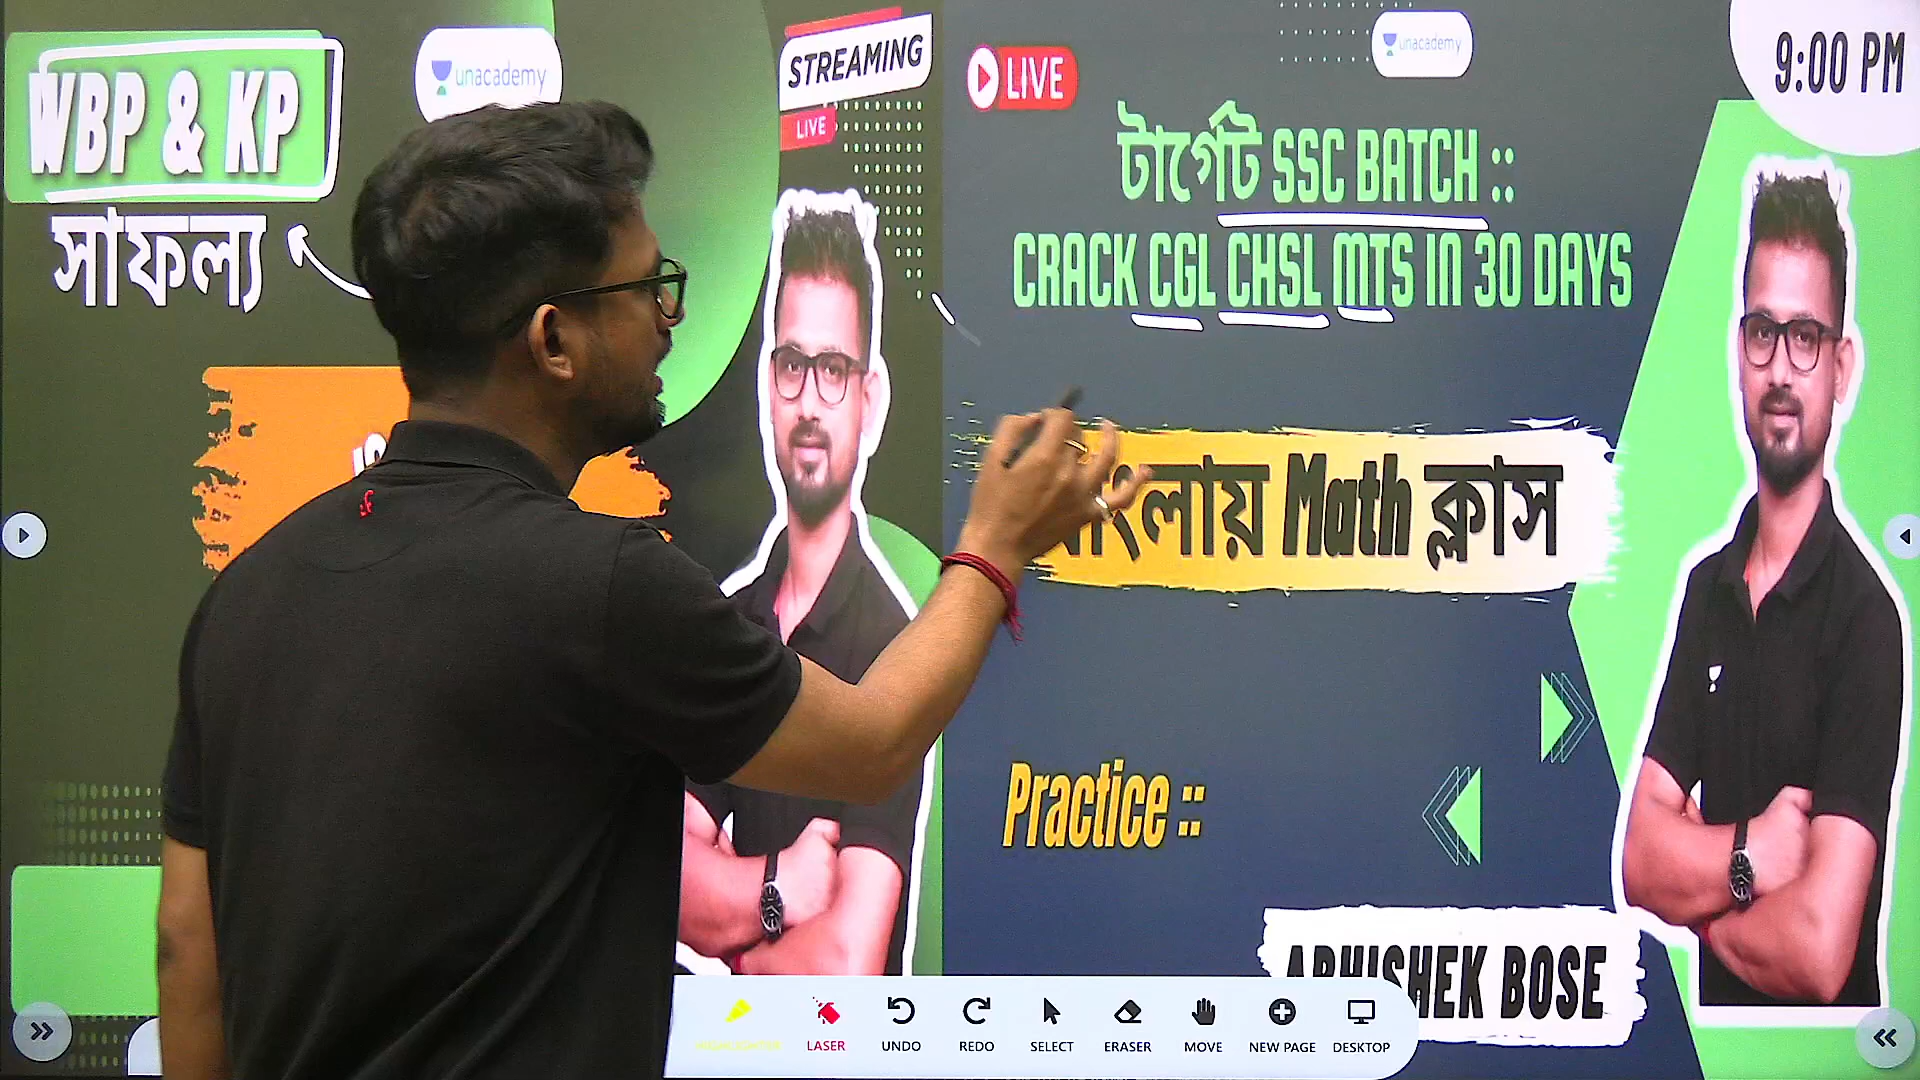 WBP & KP
সাফল্য
unacademy
STREAMING
LIVE
LIVE
unacademy
9:00 PM
টার্গেট SSC BATCH ::
CRACK CGL CHSL MTS IN 30 DAYS
বাংলায় Math ক্লাস
Practice ::
ABHISHEK BOSE
LASER
UNDO
REDO
SELECT
ERASER
MOVE
NEW PAGE
DESKTOP